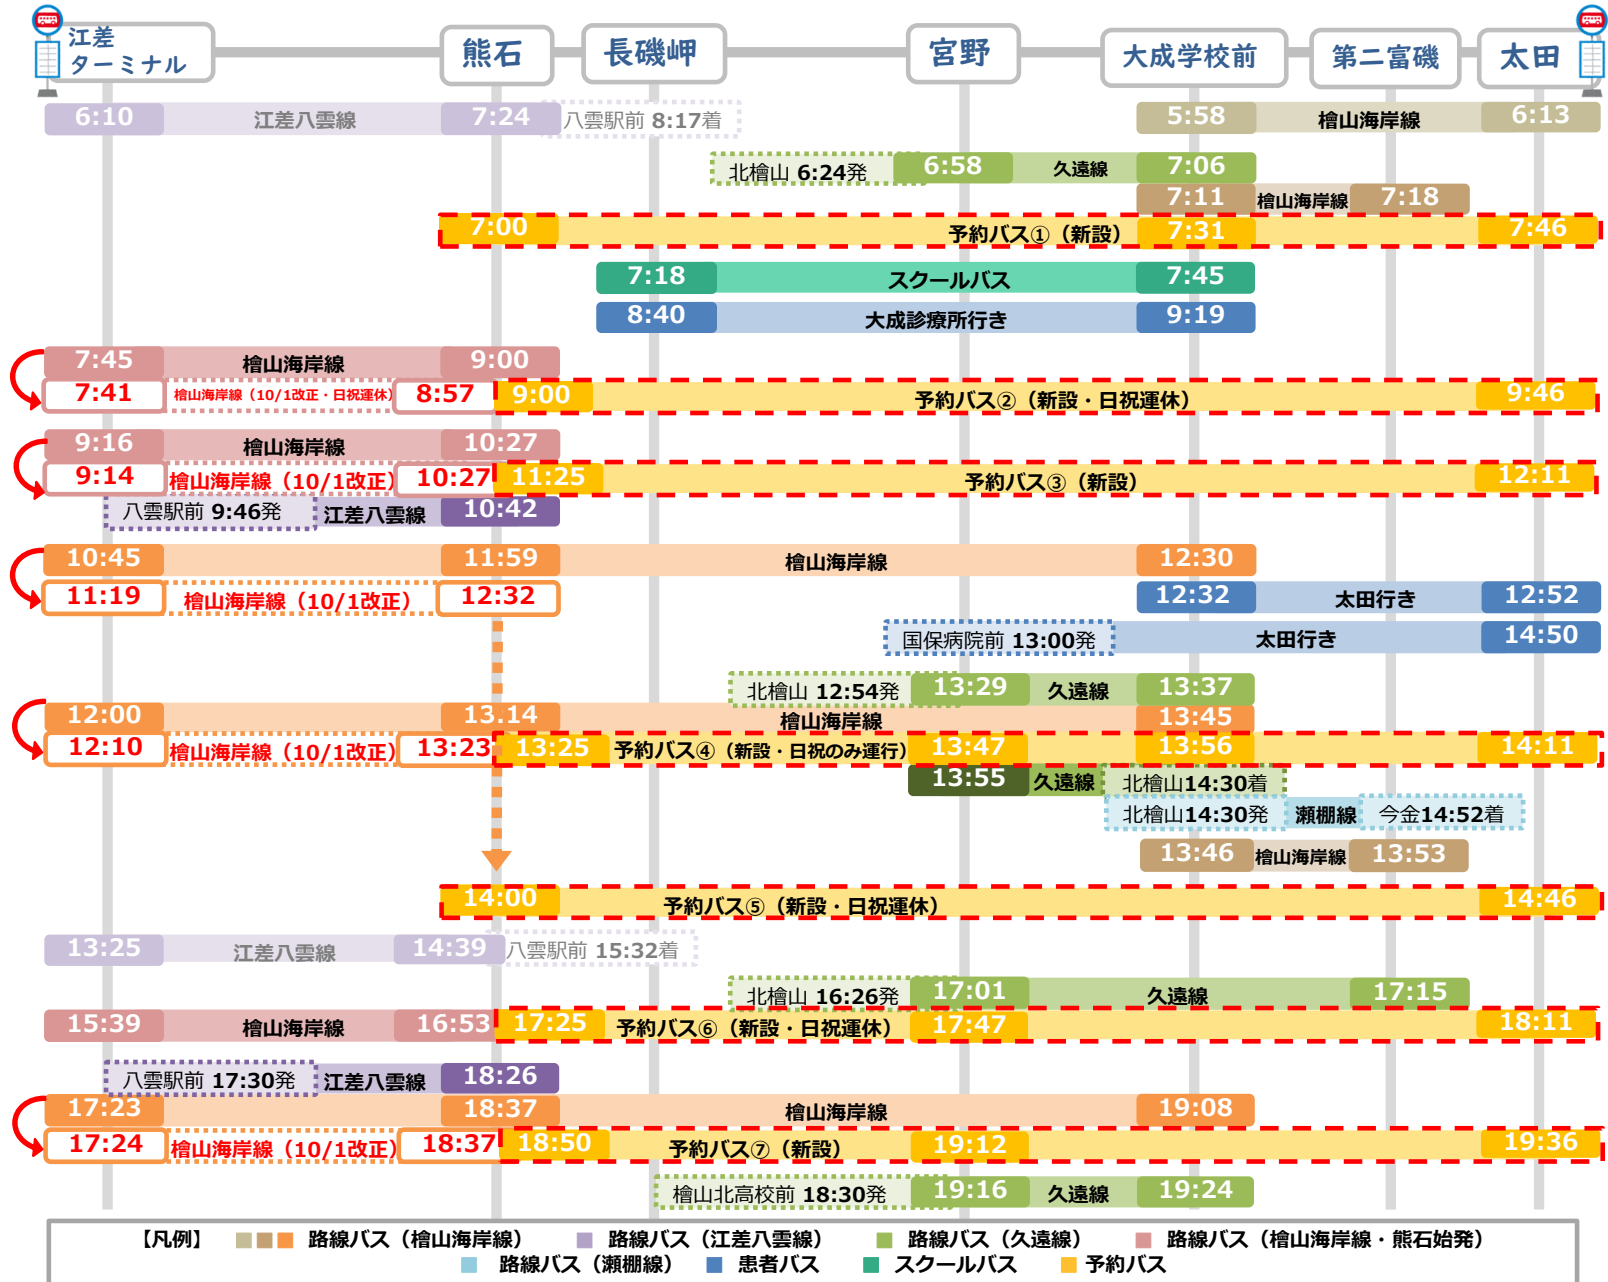 江差
ターミナル
熊石
長磯岬
宮野
大成学校前
第二富磯
太田
6:10 江差八雲線 7:24 八雲駅前 8:17着
5:58 檜山海岸線 6:13
北檜山 6:24発 6:58 久遠線 7:06
7:11 檜山海岸線 7:18
7:00 予約バス①（新設） 7:31 7:46
7:18 スクールバス 7:45
8:40 大成診療所行き 9:19
7:45 檜山海岸線 9:00
7:41 檜山海岸線（10/1改正・日祝運休） 8:57 9:00 予約バス②（新設・日祝運休） 9:46
9:16 檜山海岸線 10:27
9:14 檜山海岸線（10/1改正） 10:27 11:25 予約バス③（新設） 12:11
八雲駅前 9:46発 江差八雲線 10:42
10:45 11:59 檜山海岸線 12:30
11:19 檜山海岸線（10/1改正） 12:32
12:32 太田行き 12:52
国保病院前 13:00発 太田行き 14:50
北檜山 12:54発 13:29 久遠線 13:37
12:00 13.14 檜山海岸線 13:45
12:10 檜山海岸線（10/1改正） 13:23 13:25 予約バス④（新設・日祝のみ運行） 13:47 13:56 14:11
13:55 久遠線 北檜山14:30着
北檜山14:30発 瀬棚線 今金14:52着
13:46 檜山海岸線 13:53
14:00 予約バス⑤（新設・日祝運休） 14:46
13:25 江差八雲線 14:39 八雲駅前 15:32着
北檜山 16:26発 17:01 久遠線 17:15
15:39 檜山海岸線 16:53 17:25 予約バス⑥（新設・日祝運休） 17:47 18:11
八雲駅前 17:30発 江差八雲線 18:26
17:23 18:37 檜山海岸線 19:08
17:24 檜山海岸線（10/1改正） 18:37 18:50 予約バス⑦（新設） 19:12 19:36
檜山北高校前 18:30発 19:16 久遠線 19:24
【凡例】 路線バス（檜山海岸線） 路線バス（江差八雲線） 路線バス（久遠線） 路線バス（檜山海岸線・熊石始発）
路線バス（瀬棚線） 患者バス スクールバス 予約バス